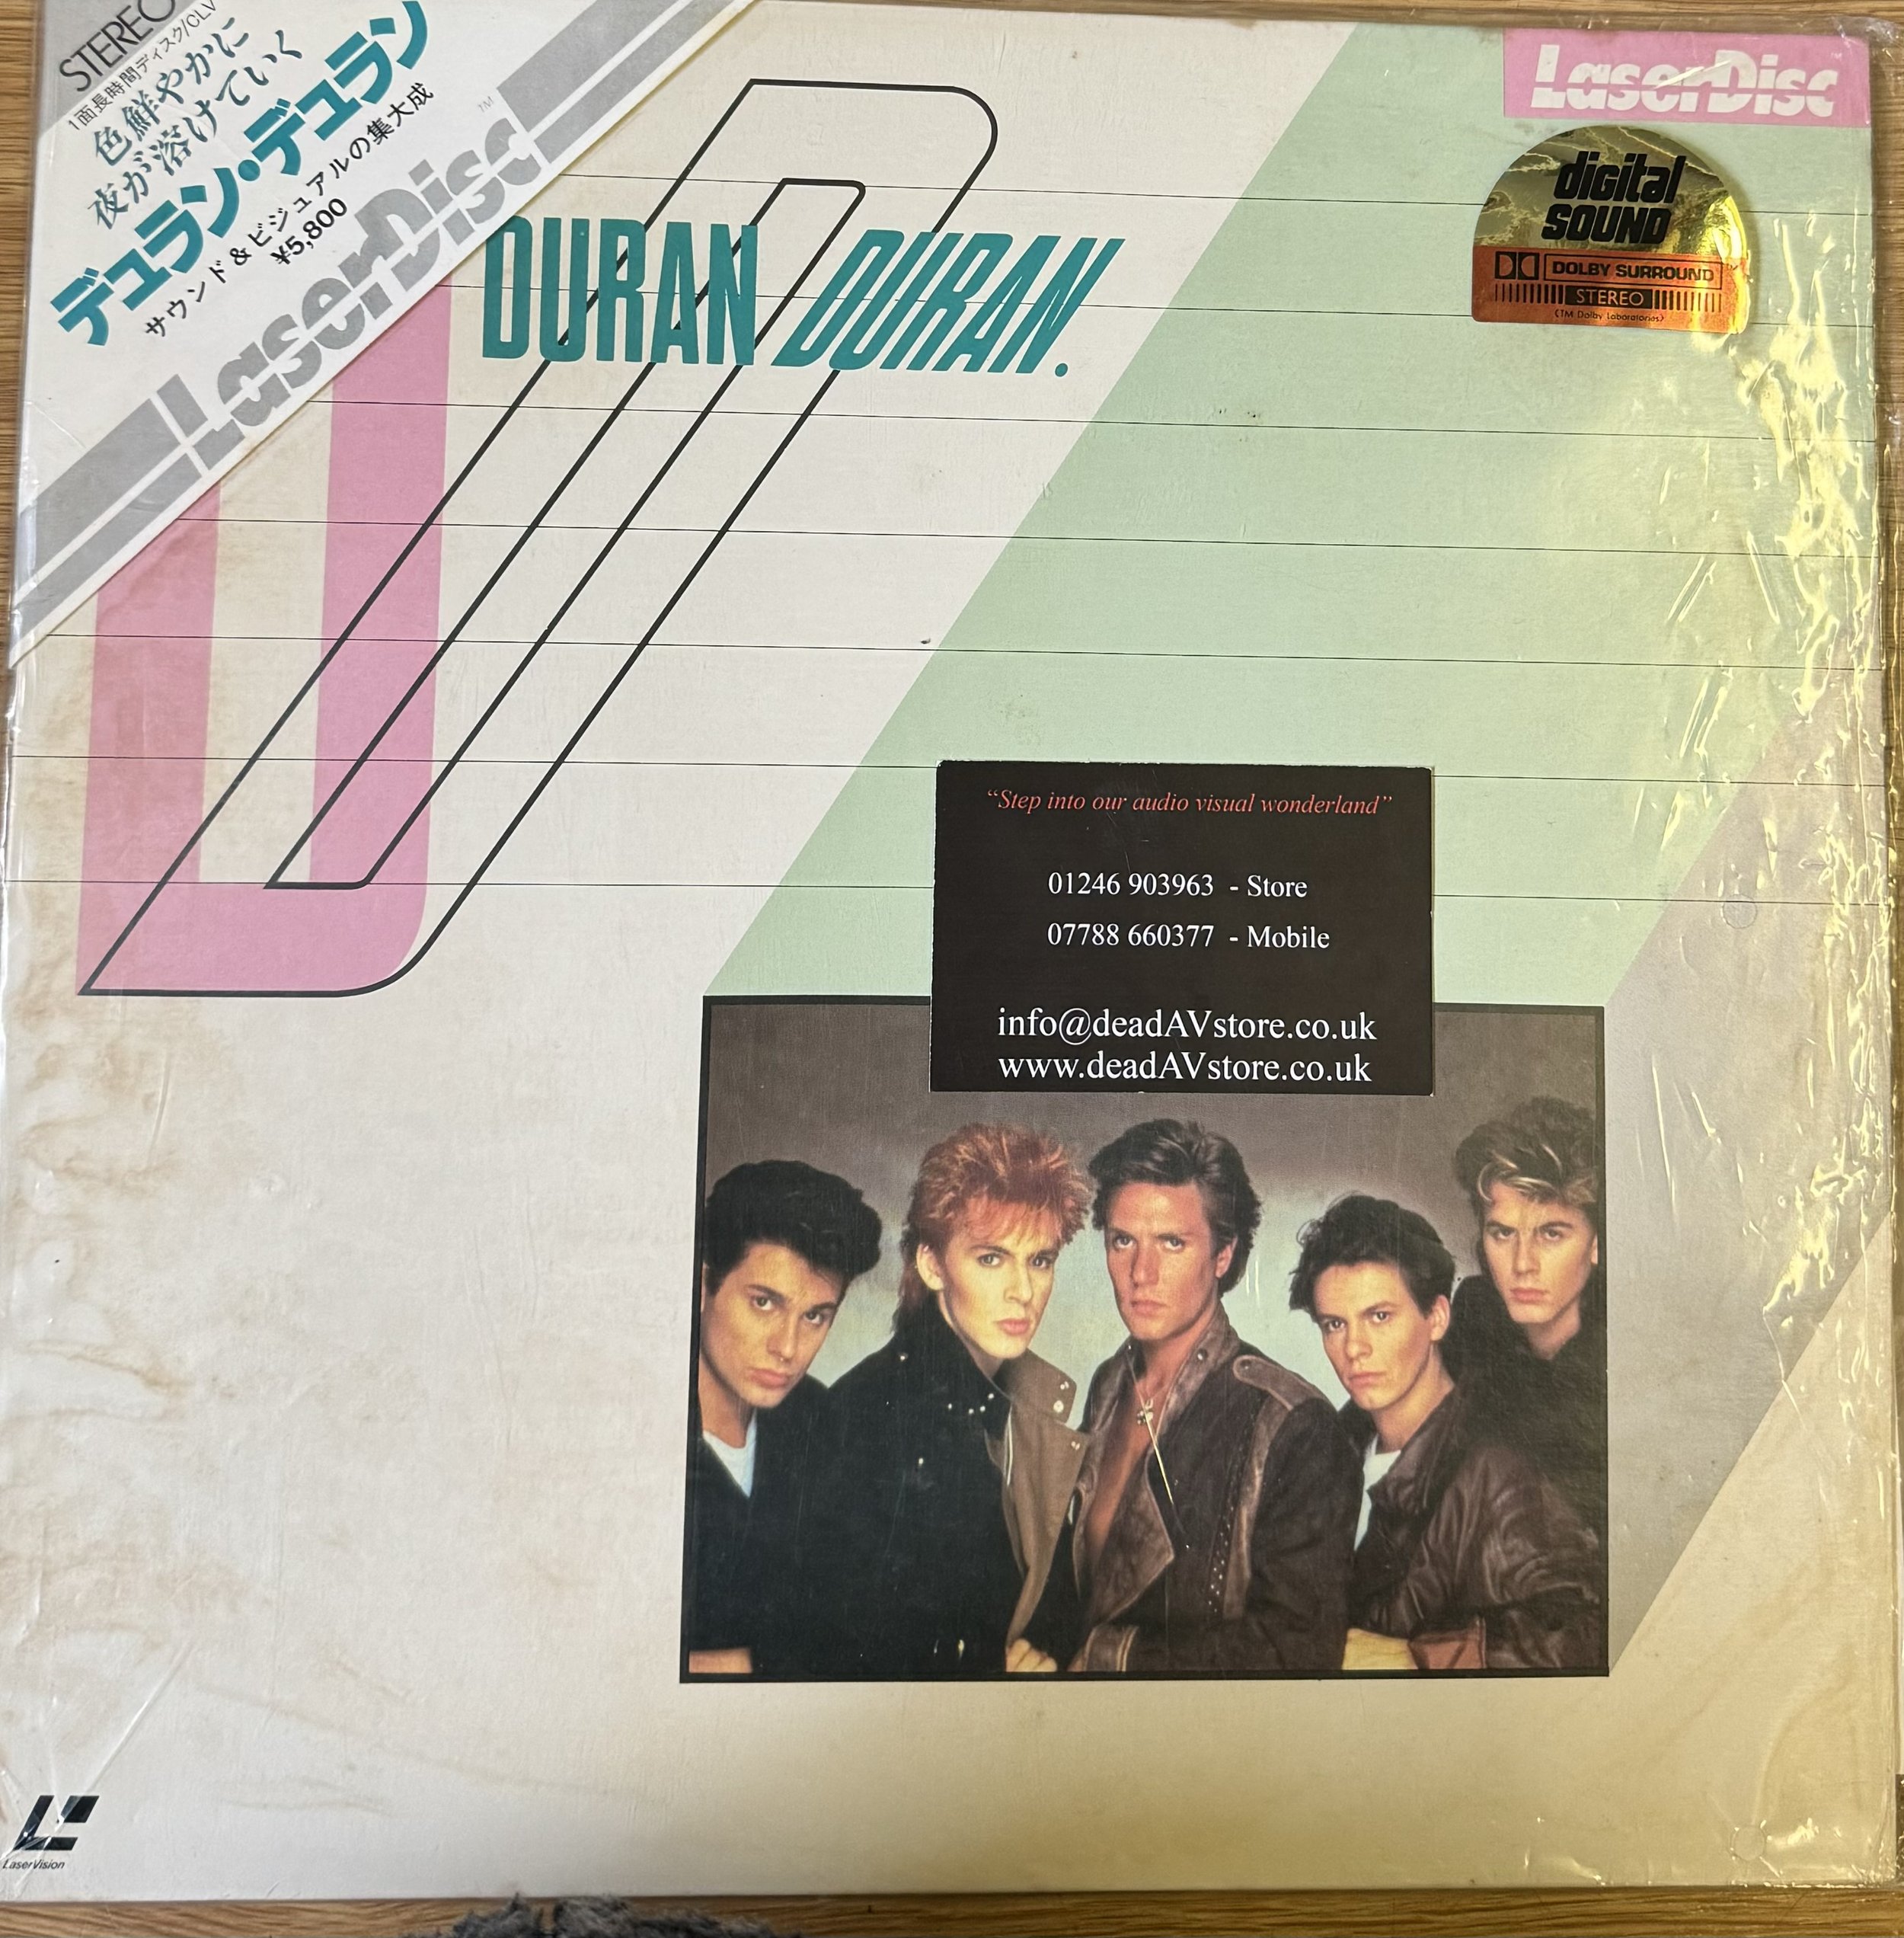 STEREO
1面長時間ディスク/CLV
色鮮やかに
夜が溶けていく
デュラン・デュラン
サウンド&ビジュアルの集大成
¥5,800
LaserDisc
TM
DURAN DURAN.
LaserDisc
digital
SOUND
DOLBY SURROUND
STEREO
(TM Dolby Laboratories)
“Step into our audio visual wonderland”
01246 903963 - Store
07788 660377 - Mobile
info@deadAVstore.co.uk
www.deadAVstore.co.uk
LaserVision